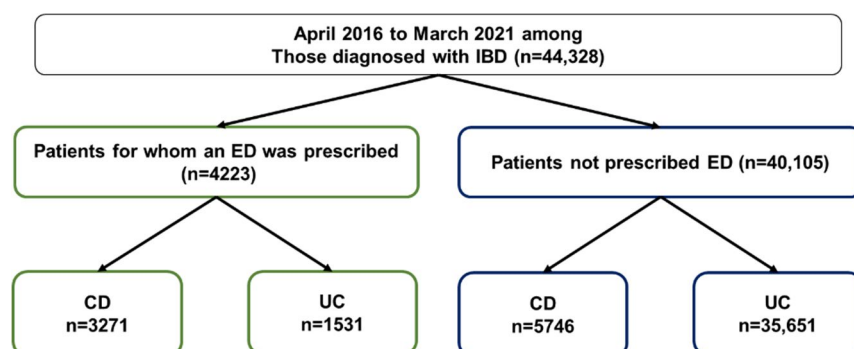 April 2016 to March 2021 among
Those diagnosed with IBD (n=44,328)
Patients for whom an ED was prescribed
(n=4223)
Patients not prescribed ED (n=40,105)
CD
n=3271
UC
n=1531
CD
n=5746
UC
n=35,651